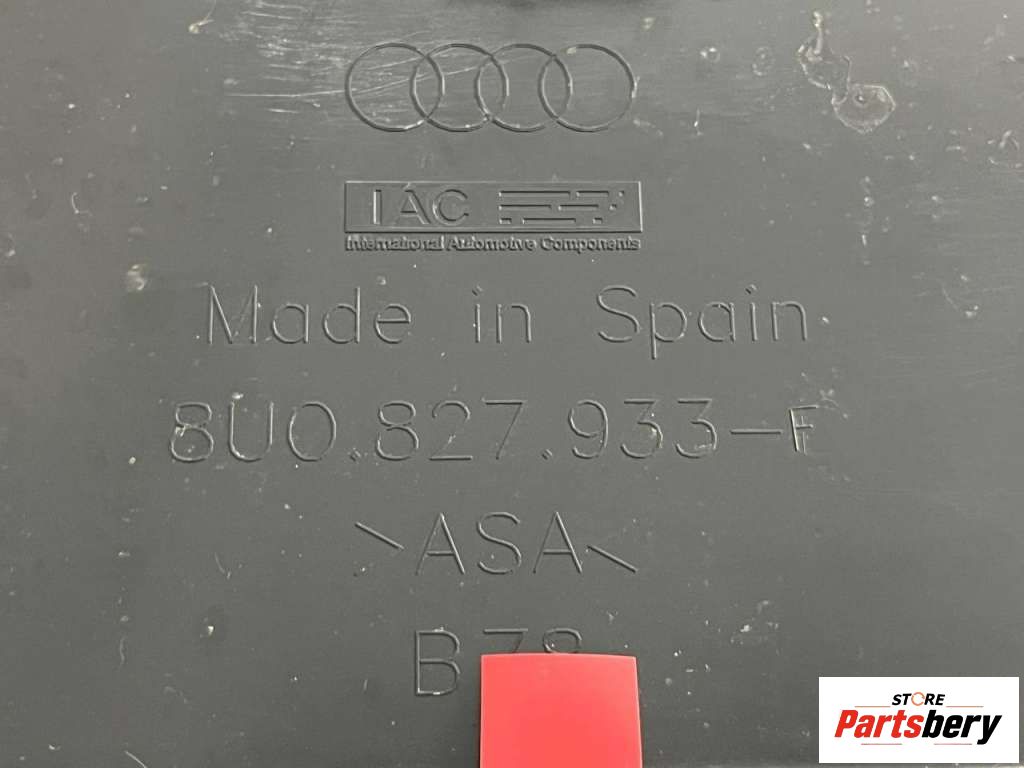 IAC
International Automotive Components
Made in Spain
8U0.827.933-E
>ASA<
B
STORE
Partsbery